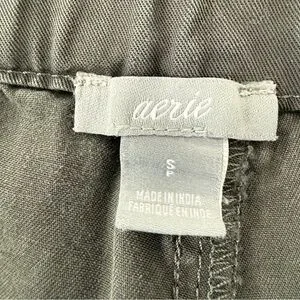 aerie
S
P
MADE IN INDIA
FABRIQUÉ EN INDE